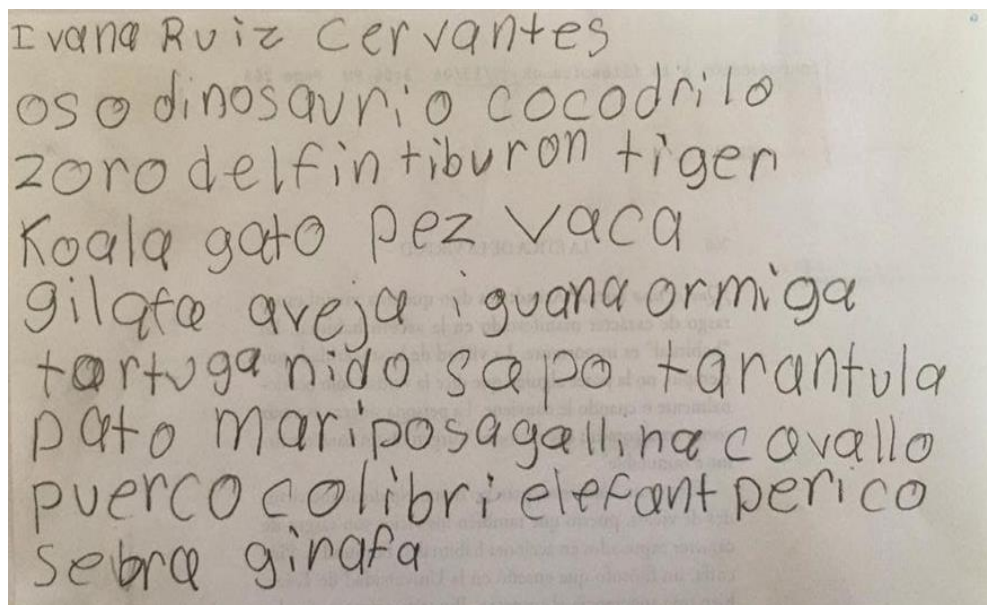 Ivana Ruiz Cervantes
oso dinosaurio cocodrilo
zoro delfin tiburon tiger
Koala gato pez vaca
gilafa aveja iguana ormiga
tortuga nido sapo tarantula
pato mariposa gallina cavallo
puerco colibri elefant perico
sebra girafa